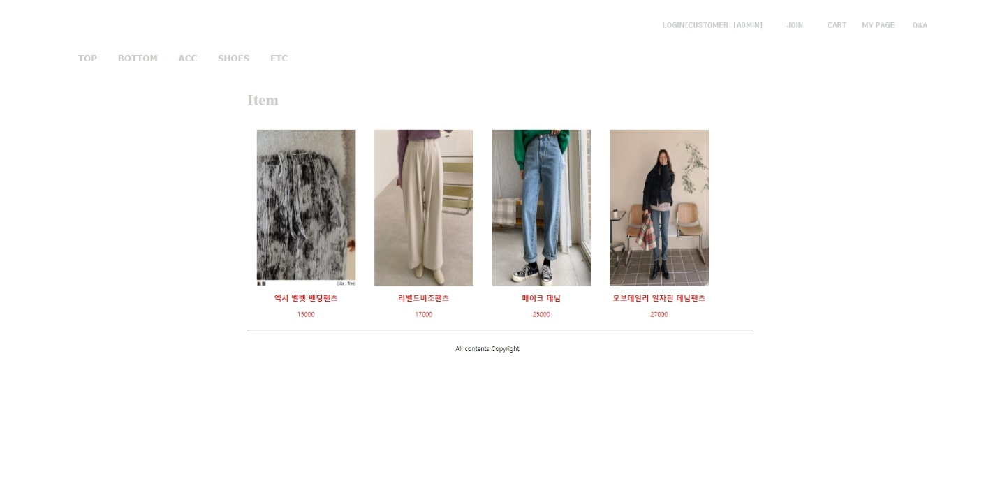 LOGIN[CUSTOMER |ADMIN] JOIN CART MY PAGE Q&A
TOP BOTTOM ACC SHOES ETC
Item
(size : free)
엑시 벨벳 밴딩팬츠 리벨드비조팬츠 메이크 데님 모브데일리 일자핀 데님팬츠
15000 17000 25000 27000
All contents Copyright